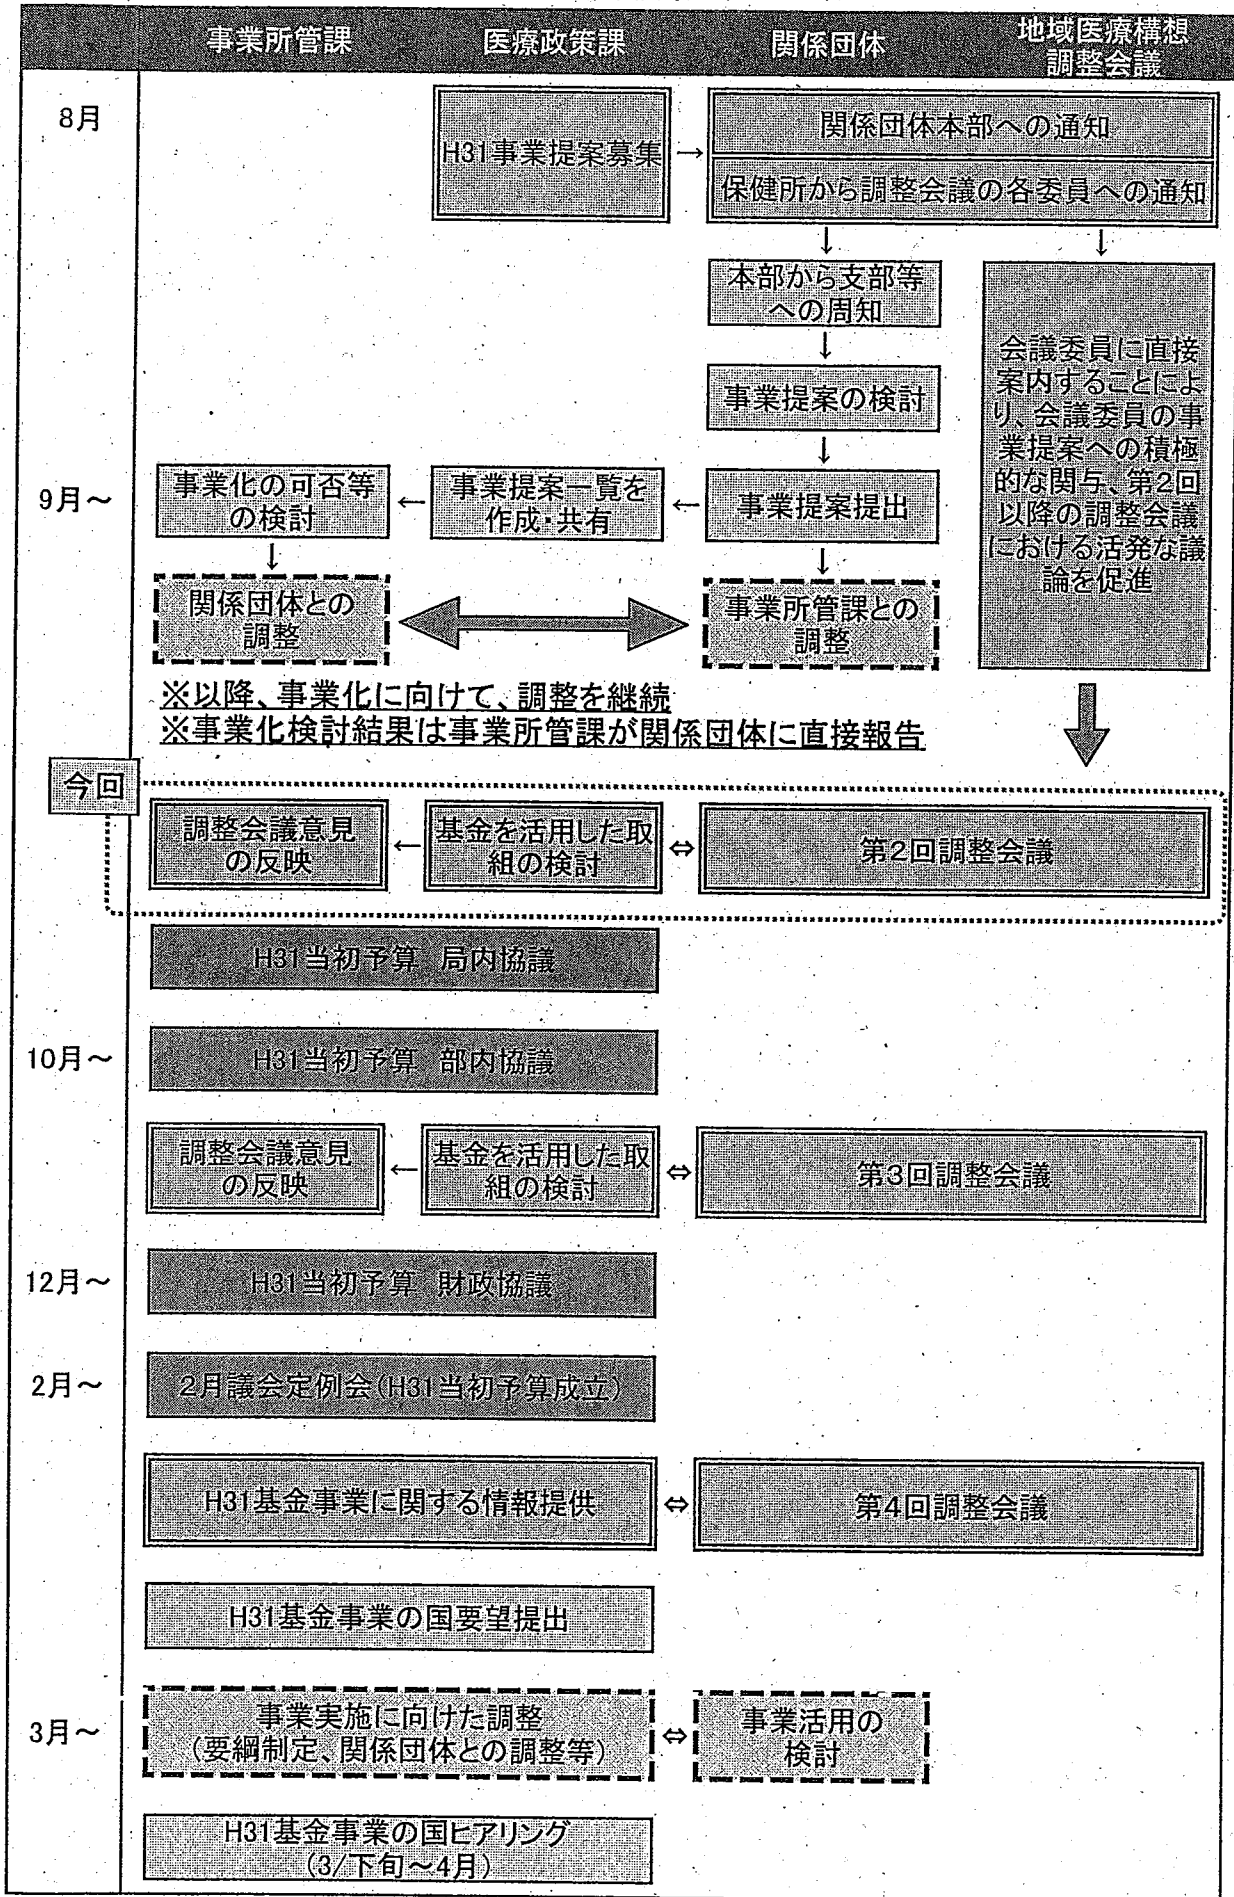 事業所管課
医療政策課
関係団体
地域医療構想
調整会議
8月
H31事業提案募集
→
関係団体本部への通知
保健所から調整会議の各委員への通知
↓
↓
本部から支部等
への周知
↓
事業提案の検討
↓
会議委員に直接
案内することによ
り、会議委員の事
業提案への積極
的な関与、第2回
以降の調整会議
における活発な議
論を促進
9月～
事業化の可否等
の検討
←
事業提案一覧を
作成・共有
←
事業提案提出
↓
↓
関係団体との
調整
事業所管課との
調整
※以降、事業化に向けて、調整を継続
※事業化検討結果は事業所管課が関係団体に直接報告
今回
調整会議意見
の反映
←
基金を活用した取
組の検討
⇔
第2回調整会議
H31当初予算 局内協議
10月～
H31当初予算 部内協議
調整会議意見
の反映
←
基金を活用した取
組の検討
⇔
第3回調整会議
12月～
H31当初予算 財政協議
2月～
2月議会定例会(H31当初予算成立)
H31基金事業に関する情報提供
⇔
第4回調整会議
H31基金事業の国要望提出
3月～
事業実施に向けた調整
(要綱制定、関係団体との調整等)
⇔
事業活用の
検討
H31基金事業の国ヒアリング
(3/下旬～4月)